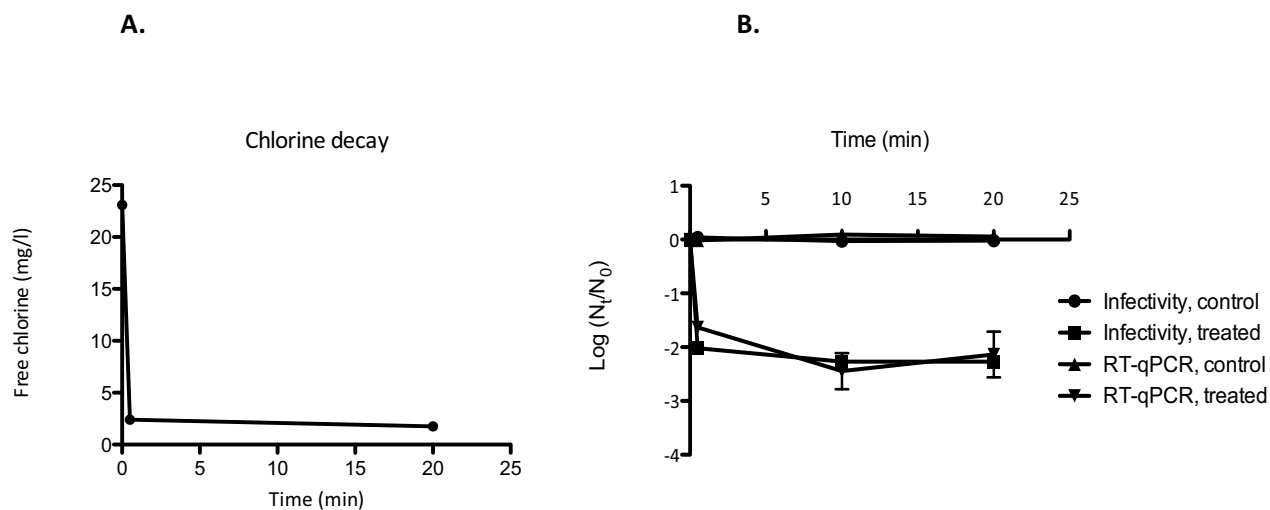 A.
B.
Chlorine decay
Free chlorine (mg/l)
25
20
15
10
5
0
0 5 10 15 20 25
Time (min)
Time (min)
Log (Nt/N0)
1
0
-1
-2
-3
-4
5 10 15 20 25
Infectivity, control
Infectivity, treated
RT-qPCR, control
RT-qPCR, treated